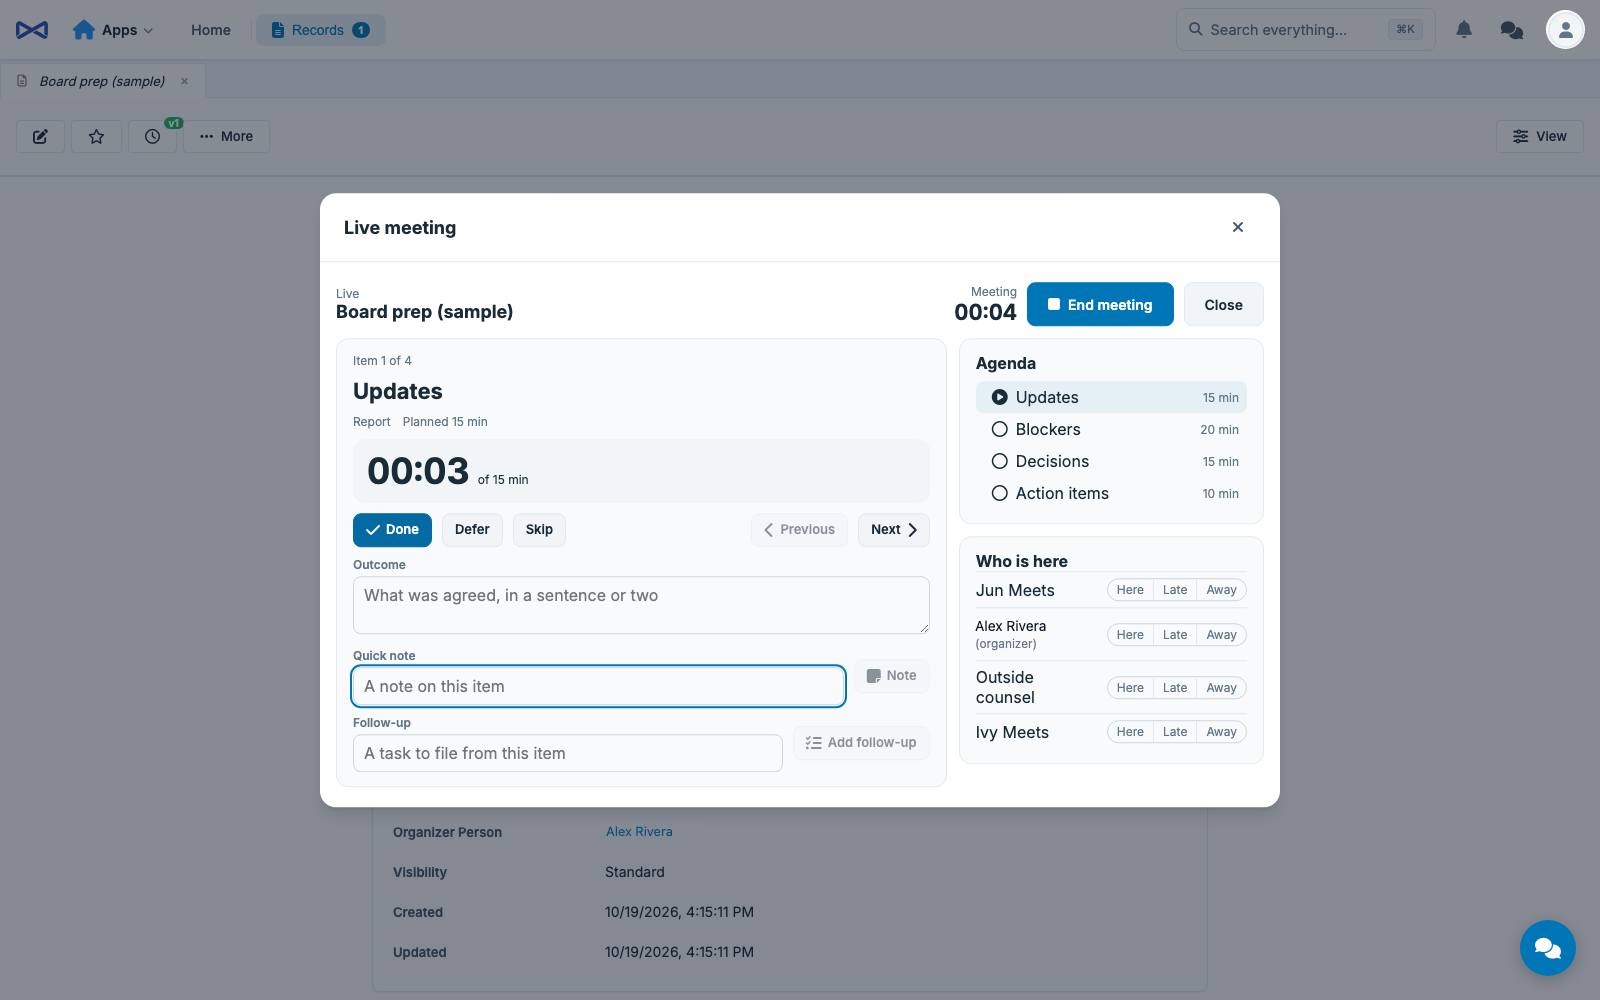 Apps
Home
Records 1
Search everything... ⌘K
Board prep (sample)
v1
More
View
Live meeting
Live
Board prep (sample)
Meeting
00:04
End meeting
Close
Item 1 of 4
Updates
Report Planned 15 min
00:03 of 15 min
Done
Defer
Skip
Previous
Next
Outcome
What was agreed, in a sentence or two
Quick note
A note on this item
Note
Follow-up
A task to file from this item
Add follow-up
Agenda
Updates 15 min
Blockers 20 min
Decisions 15 min
Action items 10 min
Who is here
Jun Meets Here Late Away
Alex Rivera
(organizer)
Here Late Away
Outside
counsel
Here Late Away
Ivy Meets Here Late Away
Organizer Person Alex Rivera
Visibility Standard
Created 10/19/2026, 4:15:11 PM
Updated 10/19/2026, 4:15:11 PM